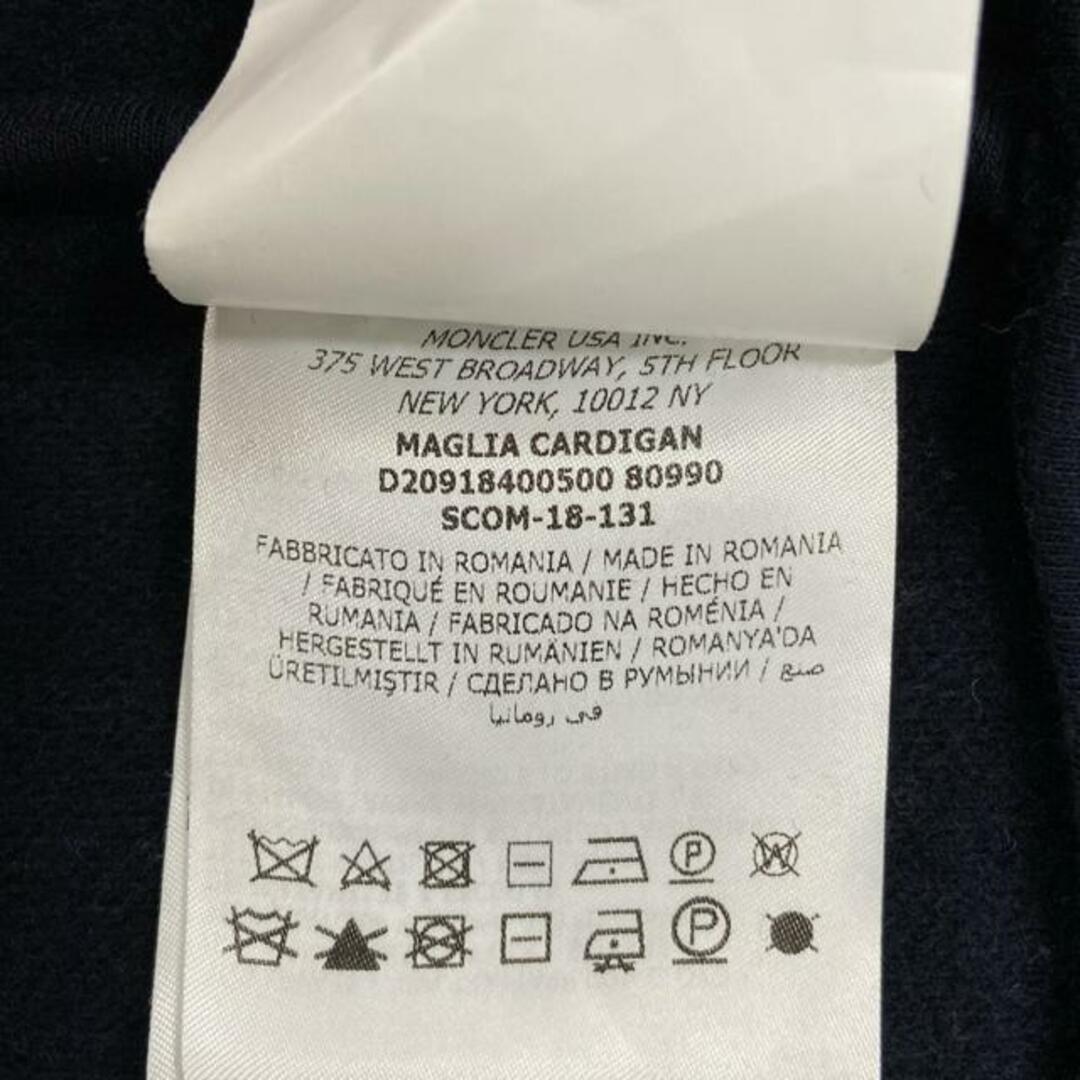 MONCLER USA INC.
375 WEST BROADWAY, 5TH FLOOR
NEW YORK, 10012 NY
MAGLIA CARDIGAN
D20918400500 80990
SCOM-18-131
FABBRICATO IN ROMANIA / MADE IN ROMANIA
/ FABRIQUÉ EN ROUMANIE / HECHO EN
RUMANIA / FABRICADO NA ROMÉNIA /
HERGESTELLT IN RUMÄNIEN / ROMANYA'DA
ÜRETILMIŞTIR / СДЕЛАНО В РУМЫНИИ / صنع
في رومانيا
P W
P